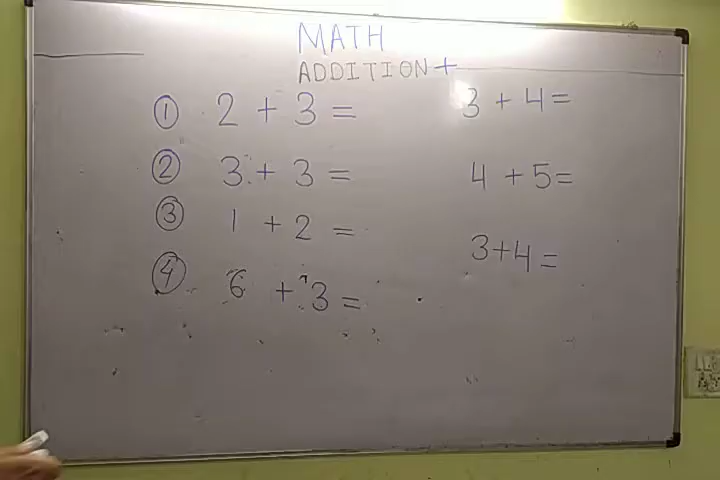 MATH
ADDITION +
① 2 + 3 =
② 3 + 3 =
③ 1 + 2 =
④ 6 + 3 =
3 + 4 =
4 + 5 =
3 + 4 =